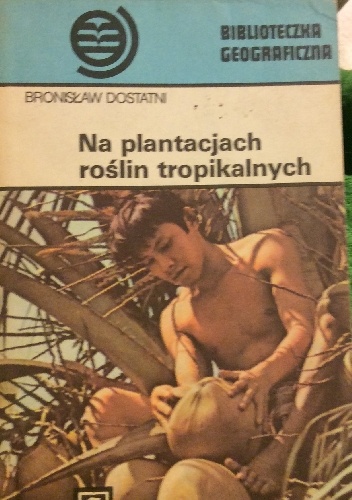 BIBLIOTECZKA
GEOGRAFICZNA
BRONISŁAW DOSTATNI
Na plantacjach
roślin tropikalnych